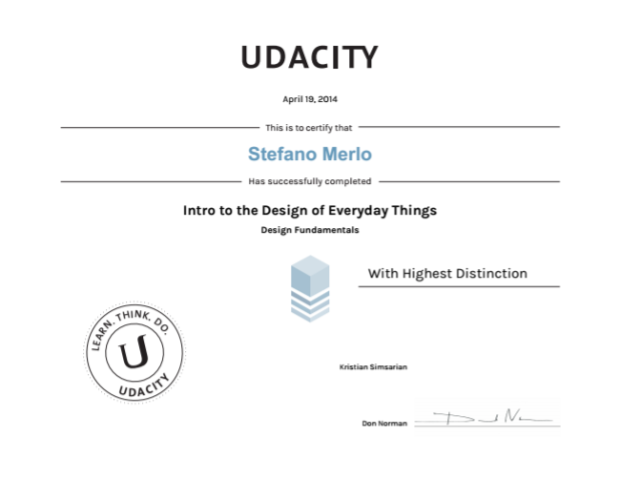 UDACITY
April 19, 2014
This is to certify that
Stefano Merlo
Has successfully completed
Intro to the Design of Everyday Things
Design Fundamentals
With Highest Distinction
LEARN. THINK. DO.
U
UDACITY
Kristian Simsarian
Don Norman